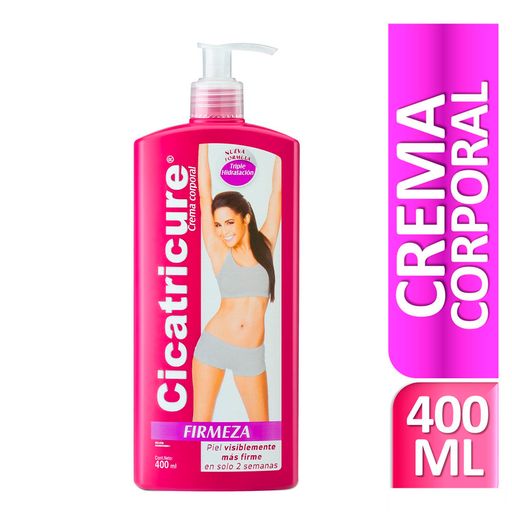 NUEVA
FÓRMULA
Triple
Hidratación
Cicatricure®
Crema corporal
FIRMEZA
Piel visiblemente
más firme
en solo 2 semanas
Cont. Neto
400 ml
CREMA
CORPORAL
400
ML